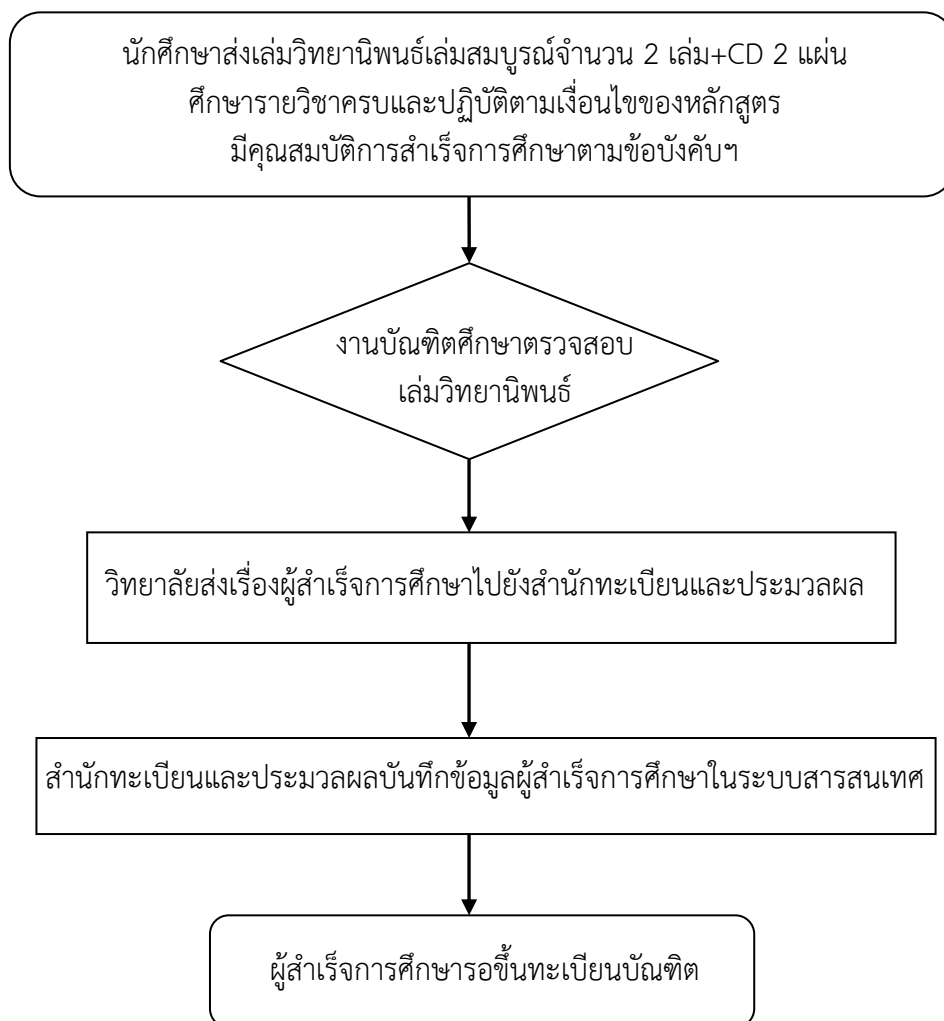 นักศึกษาส่งเล่มวิทยานิพนธ์เล่มสมบูรณ์จำนวน 2 เล่ม+CD 2 แผ่น
ศึกษารายวิชาครบและปฏิบัติตามเงื่อนไขของหลักสูตร
มีคุณสมบัติการสำเร็จการศึกษาตามข้อบังคับฯ
งานบัณฑิตศึกษาตรวจสอบ
เล่มวิทยานิพนธ์
วิทยาลัยส่งเรื่องผู้สำเร็จการศึกษาไปยังสำนักทะเบียนและประมวลผล
สำนักทะเบียนและประมวลผลบันทึกข้อมูลผู้สำเร็จการศึกษาในระบบสารสนเทศ
ผู้สำเร็จการศึกษารอขึ้นทะเบียนบัณฑิต